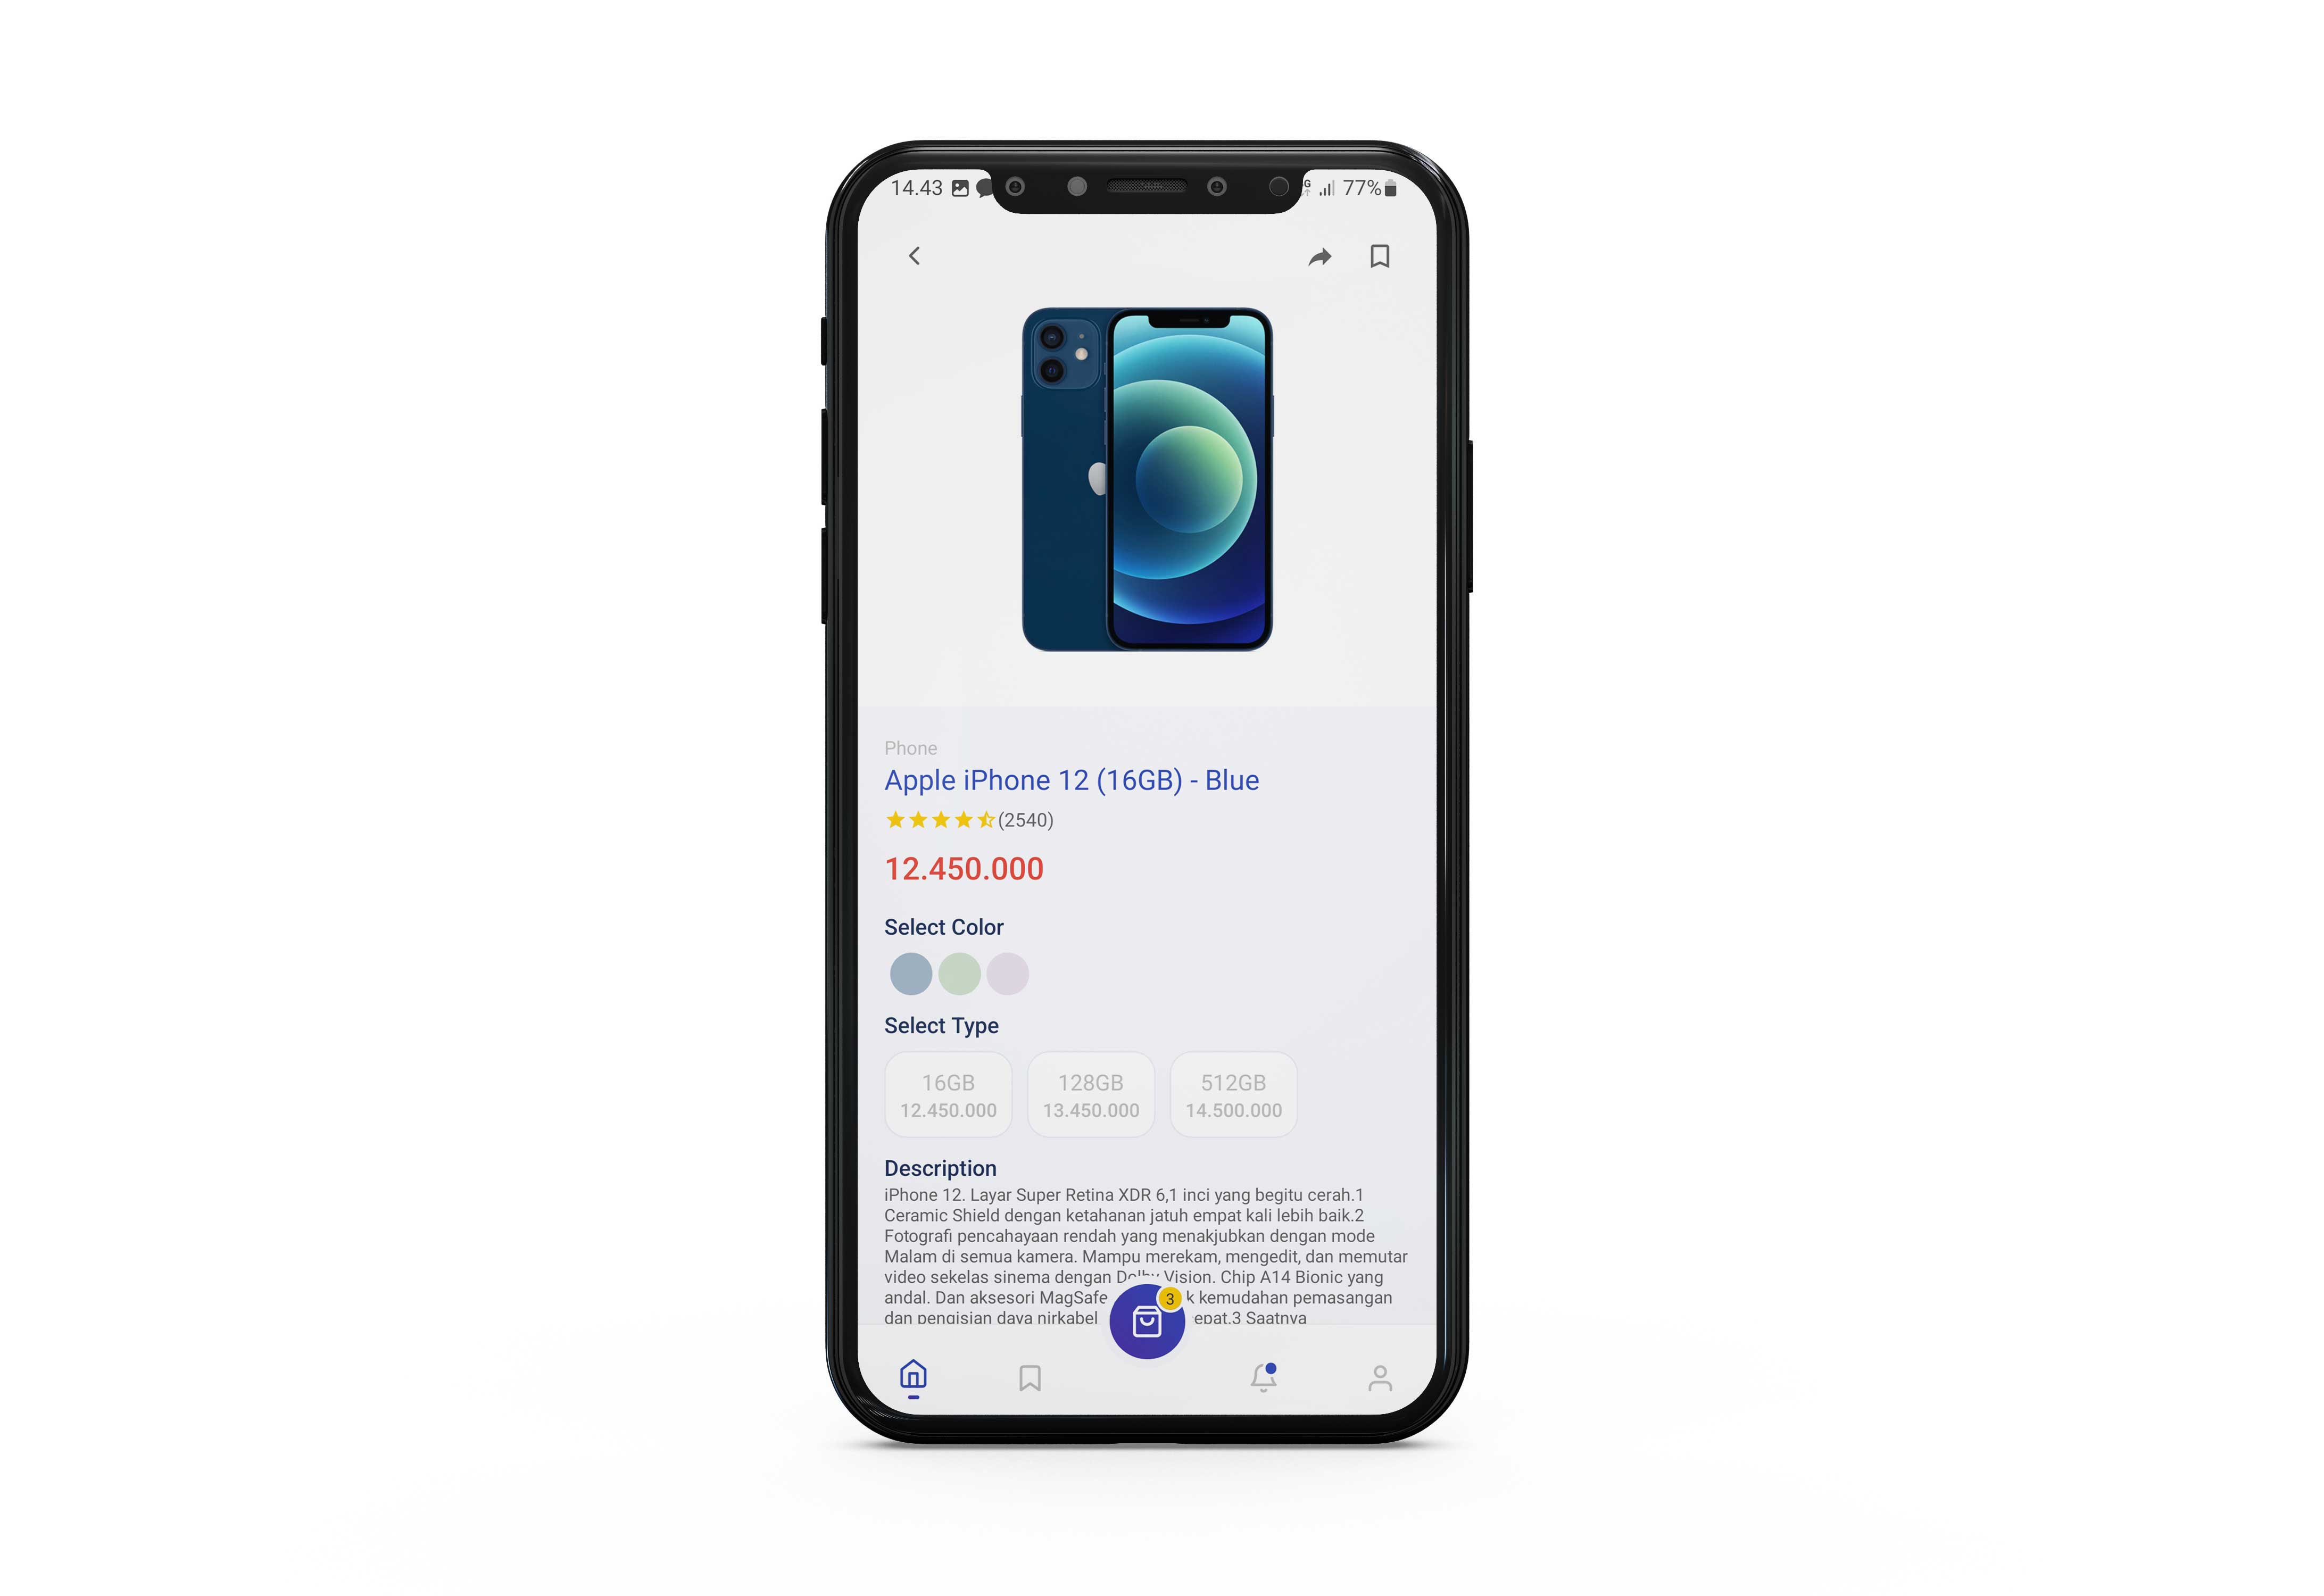 14.43
G
77%
Phone
Apple iPhone 12 (16GB) - Blue
(2540)
12.450.000
Select Color
Select Type
16GB 128GB 512GB
12.450.000 13.450.000 14.500.000
Description
iPhone 12. Layar Super Retina XDR 6,1 inci yang begitu cerah.1
Ceramic Shield dengan ketahanan jatuh empat kali lebih baik.2
Fotografi pencahayaan rendah yang menakjubkan dengan mode
Malam di semua kamera. Mampu merekam, mengedit, dan memutar
video sekelas sinema dengan Dolby Vision. Chip A14 Bionic yang
andal. Dan aksesori MagSafe k kemudahan pemasangan
dan pengisian daya nirkabel epat.3 Saatnya
3